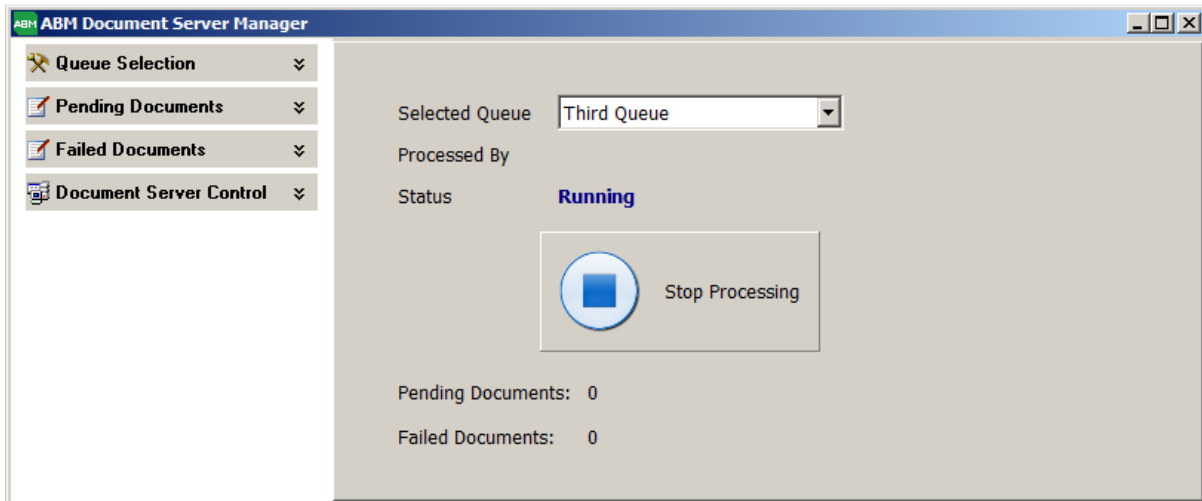 ABM ABM Document Server Manager
Queue Selection
Pending Documents
Failed Documents
Document Server Control
Selected Queue Third Queue
Processed By
Status Running
Stop Processing
Pending Documents: 0
Failed Documents: 0